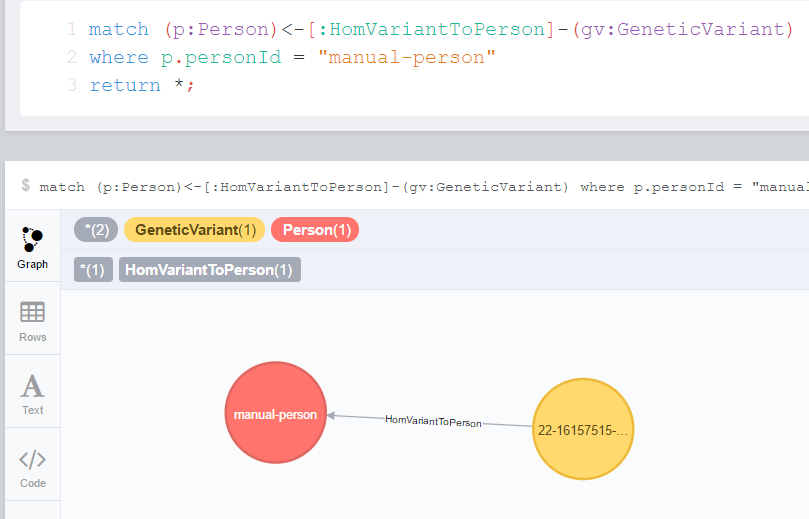 1 match (p:Person)<-[:HomVariantToPerson]-(gv:GeneticVariant)
2 where p.personId = "manual-person"
3 return *;
$ match (p:Person)<-[:HomVariantToPerson]-(gv:GeneticVariant) where p.personId = "manua
*(2) GeneticVariant(1) Person(1)
*(1) HomVariantToPerson(1)
Graph
Rows
Text
Code
manual-person
HomVariantToPerson
22-16157515-...